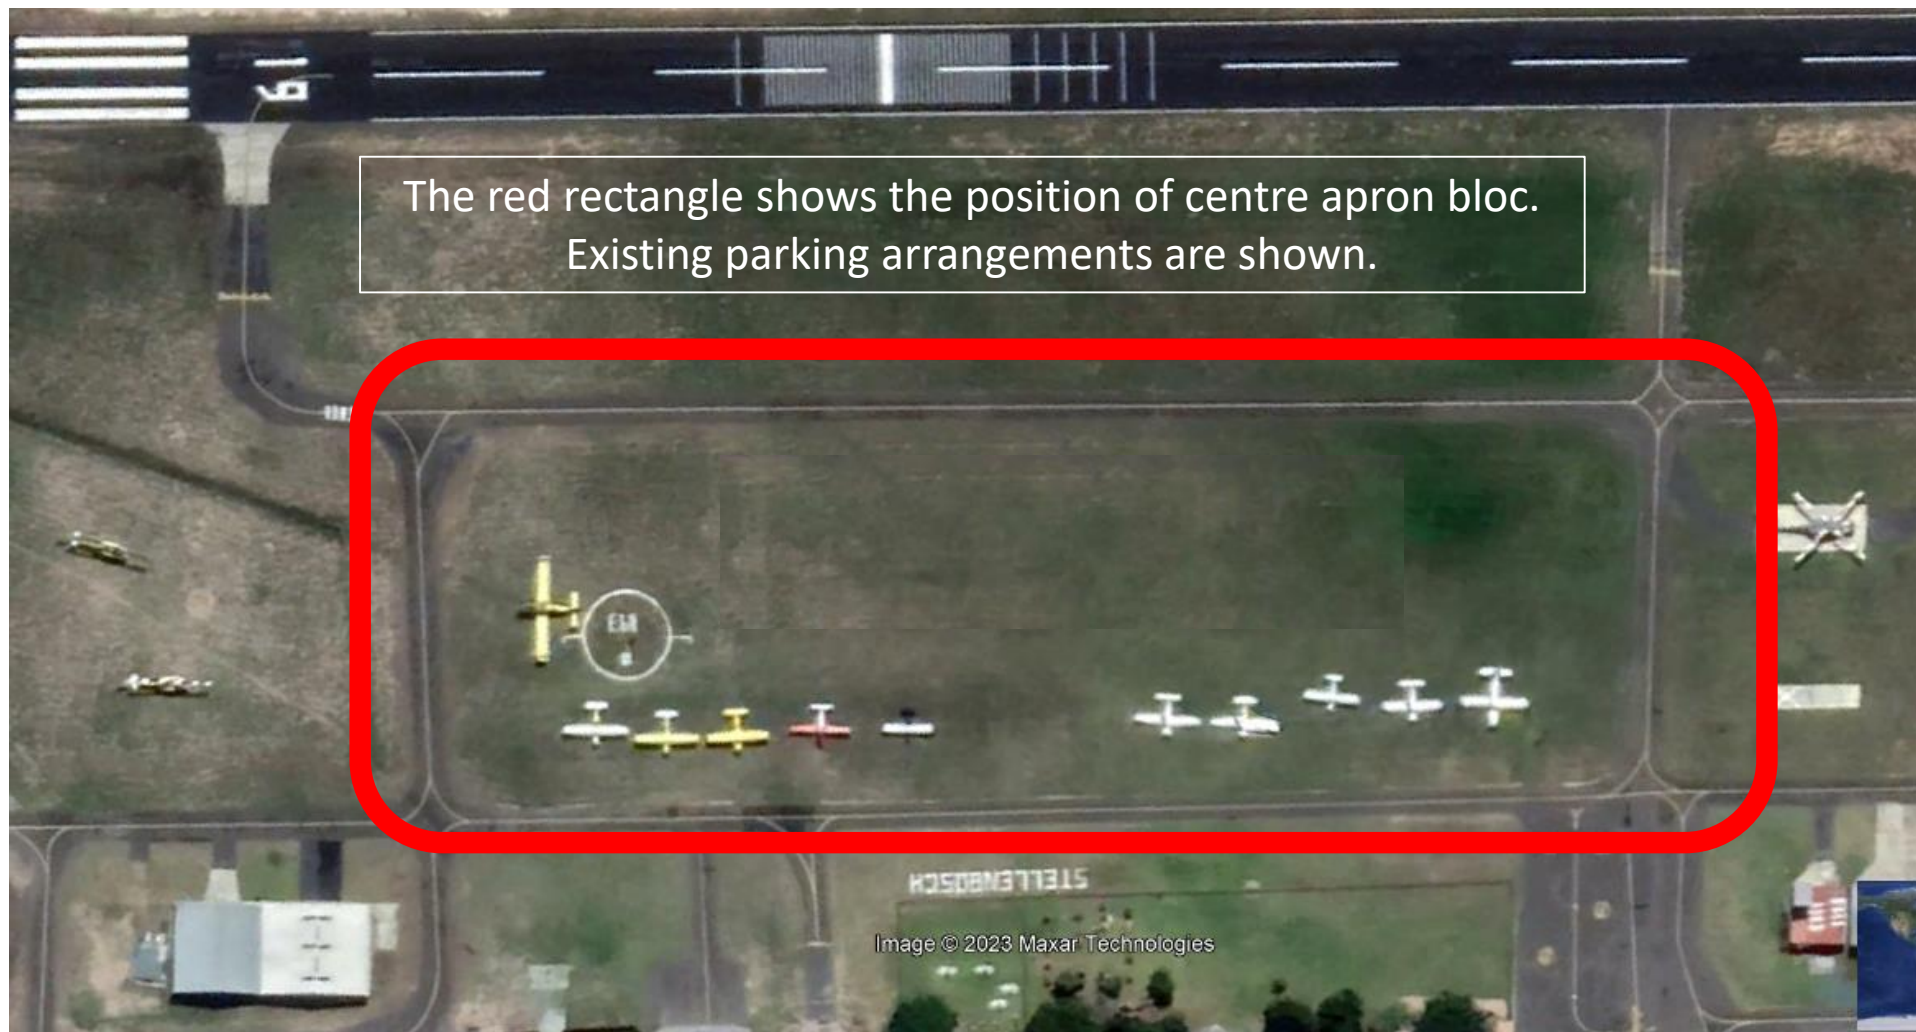 19
The red rectangle shows the position of centre apron bloc.
Existing parking arrangements are shown.
STELLENBOSCH
Image © 2023 Maxar Technologies